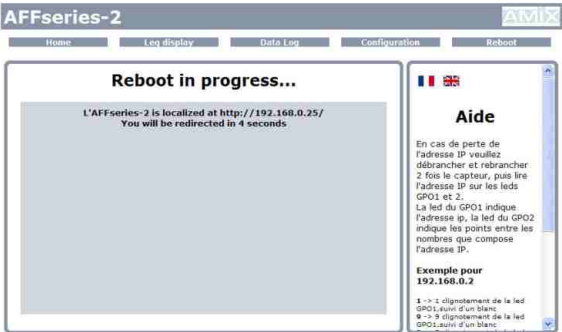 AFFseries-2
AMIX
Home
Leq display
Data Log
Configuration
Reboot
Reboot in progress...
L'AFFseries-2 is localized at http://192.168.0.25/
You will be redirected in 4 seconds
Aide
En cas de perte de
l'adresse IP veuillez
débrancher et rebrancher
2 fois le capteur, puis lire
l'adresse IP sur les leds
GPO1 et 2.
La led du GPO1 indique
l'adresse ip, la led du GPO2
indique les points entre les
nombres que compose
l'adresse IP.
Exemple pour
192.168.0.2
1 -> 1 clignotement de la led
GPO1.suivi d'un blanc
9 -> 9 clignotement de la led
GPO1.suivi d'un blanc